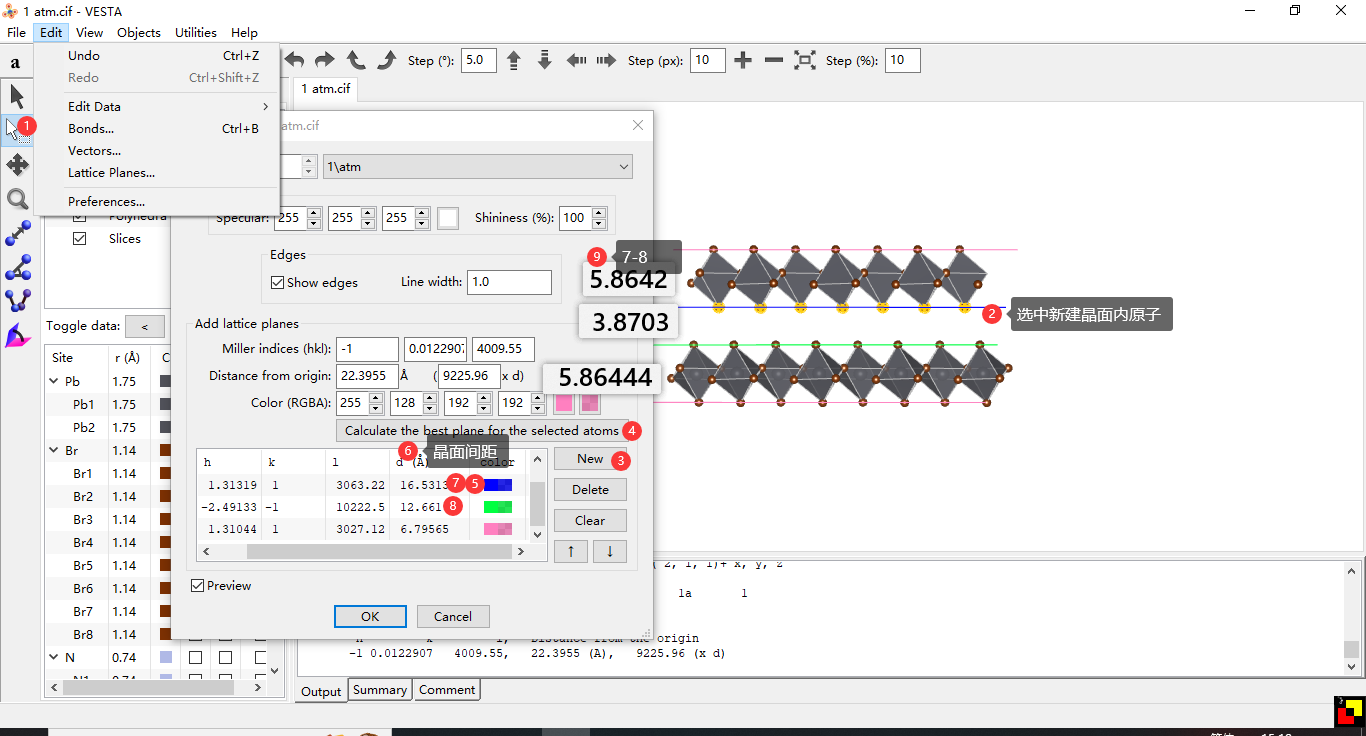 1 atm.cif - VESTA
File Edit View Objects Utilities Help
Undo Ctrl+Z
Redo Ctrl+Shift+Z
Edit Data
Bonds... Ctrl+B
Vectors...
Lattice Planes...
Preferences...
a
1
Step (°): 5.0 Step (px): 10 Step (%): 10
1 atm.cif
atm.cif
1\atm
Specular: 255 255 255 Shininess (%): 100
Polyhedra
Slices
Edges
Show edges Line width: 1.0
9 7-8
5.8642
3.8703
5.86444
2 选中新建晶面内原子
Toggle data: <
Add lattice planes
Miller indices (hkl): -1 0.0122907 4009.55
Distance from origin: 22.3955 Å ( 9225.96 x d)
Color (RGBA): 255 128 192 192
Calculate the best plane for the selected atoms 4
6 晶面间距
h k l d (Å) color
1.31319 1 3063.22 16.5313 7 5
-2.49133 -1 10222.5 12.661 8
1.31044 1 3027.12 6.79565
New 3
Delete
Clear
↑ ↓
Preview
OK Cancel
Site r (Å) C
Pb 1.75
Pb1 1.75
Pb2 1.75
Br 1.14
Br1 1.14
Br2 1.14
Br3 1.14
Br4 1.14
Br5 1.14
Br6 1.14
Br7 1.14
Br8 1.14
N 0.74
N1 0.74
( 2, 1, 1)+ x, y, z
1a 1
h k l, Distance from the origin
-1 0.0122907 4009.55, 22.3955 (Å), 9225.96 (x d)
Output Summary Comment